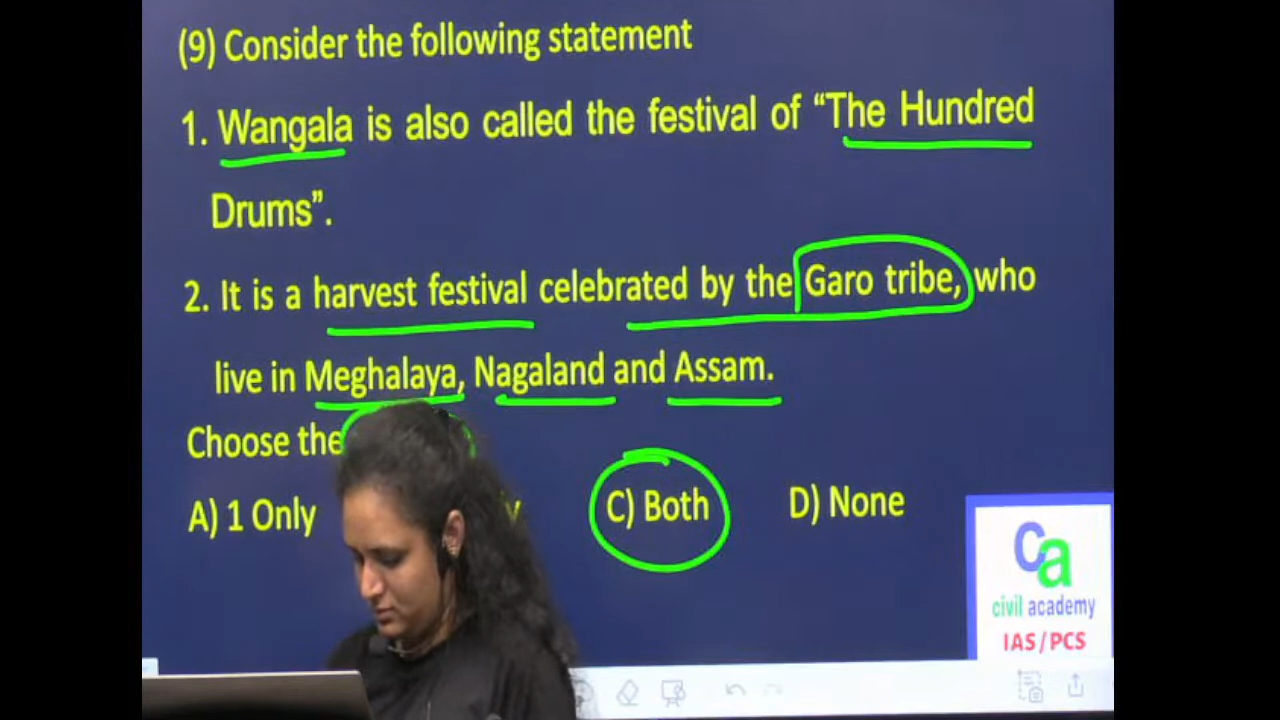 (9) Consider the following statement
1. Wangala is also called the festival of “The Hundred
Drums”.
2. It is a harvest festival celebrated by the Garo tribe, who
live in Meghalaya, Nagaland and Assam.
Choose the
A) 1 Only C) Both D) None
Ca
civil academy
IAS/PCS